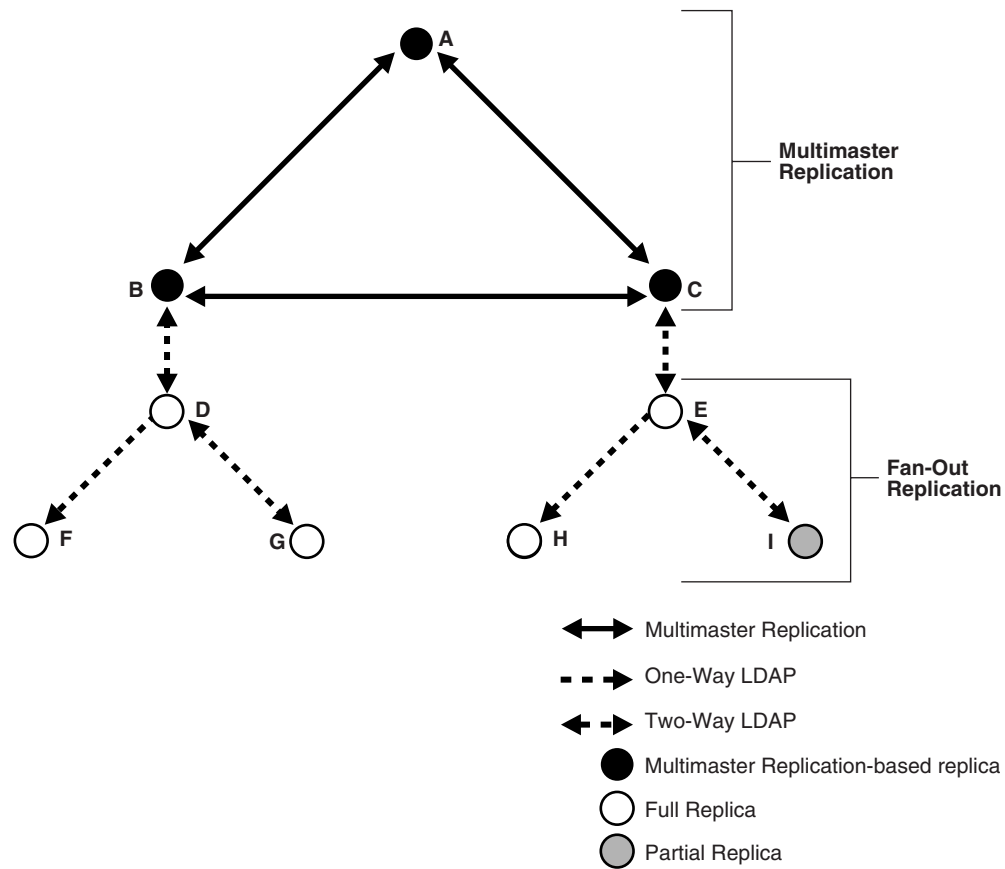 A
Multimaster
Replication
B
C
D
E
Fan-Out
Replication
F
G
H
I
Multimaster Replication
One-Way LDAP
Two-Way LDAP
Multimaster Replication-based replica
Full Replica
Partial Replica